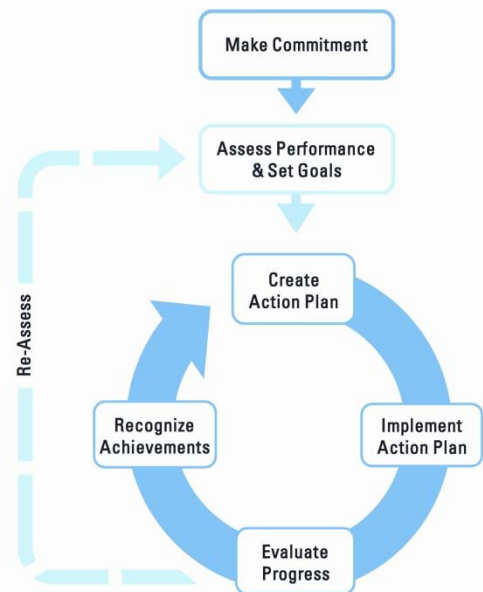 Make Commitment
Assess Performance
& Set Goals
Create
Action Plan
Re-Assess
Recognize
Achievements
Implement
Action Plan
Evaluate
Progress